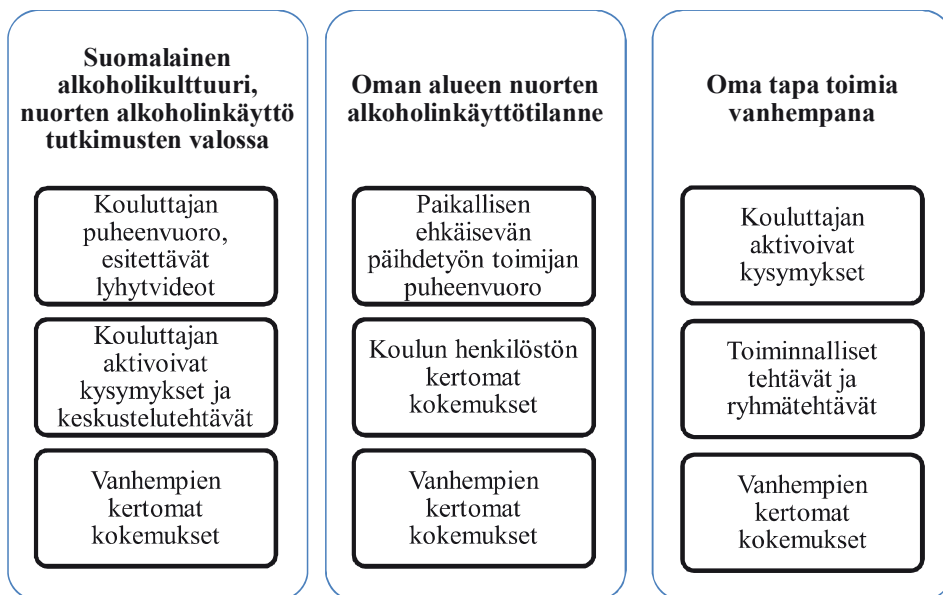 Suomalainen
alkoholikulttuuri,
nuorten alkoholinkäyttö
tutkimusten valossa
Kouluttajan
puheenvuoro,
esitettävät
lyhytvideot
Kouluttajan
aktivoivat
kysymykset ja
keskustelutehtävät
Vanhempien
kertomat
kokemukset
Oman alueen nuorten
alkoholinkäyttötilanne
Paikallisen
ehkäisevän
päihdetyön toimijan
puheenvuoro
Koulun henkilöstön
kertomat
kokemukset
Vanhempien
kertomat
kokemukset
Oma tapa toimia
vanhempana
Kouluttajan
aktivoivat
kysymykset
Toiminnalliset
tehtävät ja
ryhmätehtävät
Vanhempien
kertomat
kokemukset